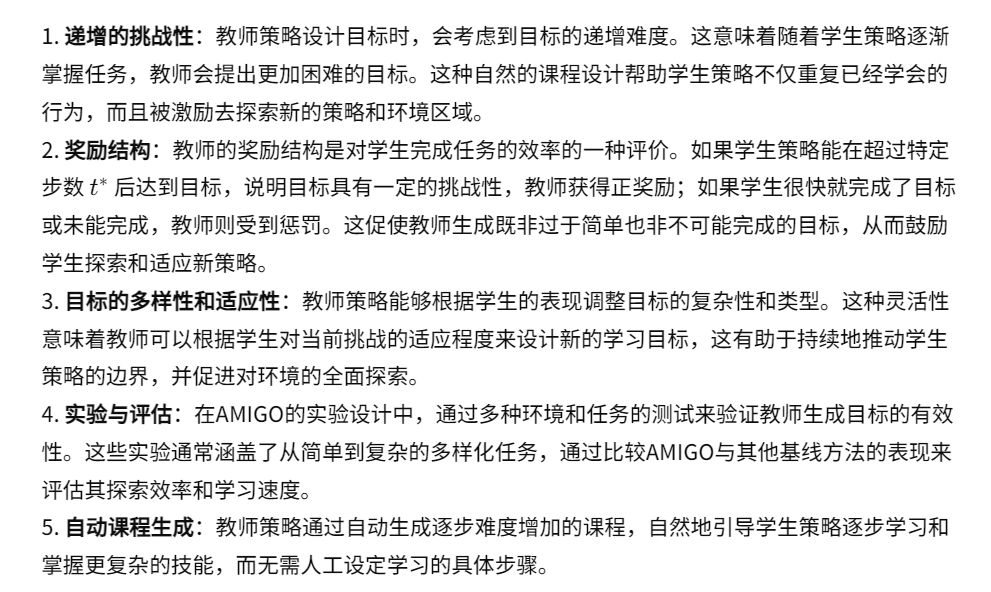 1. 递增的挑战性：教师策略设计目标时，会考虑到目标的递增难度。这意味着随着学生策略逐渐
掌握任务，教师会提出更加困难的目标。这种自然的课程设计帮助学生策略不仅重复已经学会的
行为，而且被激励去探索新的策略和环境区域。
2. 奖励结构：教师的奖励结构是对学生完成任务的效率的一种评价。如果学生策略能在超过特定
步数 t* 后达到目标，说明目标具有一定的挑战性，教师获得正奖励；如果学生很快就完成了目标
或未能完成，教师则受到惩罚。这促使教师生成既非过于简单也非不可能完成的目标，从而鼓励
学生探索和适应新策略。
3. 目标的多样性和适应性：教师策略能够根据学生的表现调整目标的复杂性和类型。这种灵活性
意味着教师可以根据学生对当前挑战的适应程度来设计新的学习目标，这有助于持续地推动学生
策略的边界，并促进对环境的全面探索。
4. 实验与评估：在AMIGO的实验设计中，通过多种环境和任务的测试来验证教师生成目标的有效
性。这些实验通常涵盖了从简单到复杂的多样化任务，通过比较AMIGO与其他基线方法的表现来
评估其探索效率和学习速度。
5. 自动课程生成：教师策略通过自动生成逐步难度增加的课程，自然地引导学生策略逐步学习和
掌握更复杂的技能，而无需人工设定学习的具体步骤。